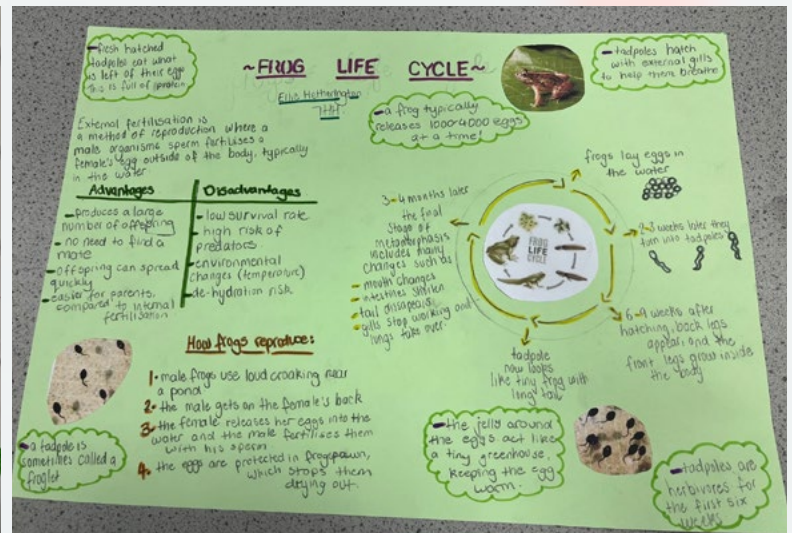 ~FROG LIFE CYCLE~
Ellis Hetherington
7HH
-fresh hatched
tadpoles eat what
is left of their egg
This is full of protein
-tadpoles hatch
with external gills
to help them breathe
-a frog typically
releases 1000-4000 eggs
at a time!
External fertilisation is
a method of reproduction where a
male organisms sperm fertilises a
female's egg outside of the body, typically
in the water
Advantages
-produces a large
number of offspring
-no need to find a
mate
-offspring can spread
quickly
-easier for parents,
compared to internal
fertilisation
Disadvantages
-low survival rate
-high risk of
predators
-environmental
changes (temperature)
-de-hydration risk
frogs lay eggs in
the water
2-3 weeks later they
turn into tadpoles
6-9 weeks after
hatching, back legs
appear, and the
front legs grow inside
the body
tadpole
now looks
like tiny frog with
long tail
3-4 months later
the final
stage of
metamorphasis
includes many
changes such as
-mouth changes
-intestines shorten
-tail dissapears
-gills stop working and
lungs take over.
FROG
LIFE
CYCLE
How frogs reproduce:
1. male frogs use loud croaking near
a pond
2. the male gets on the female's back
3. the female releases her eggs into the
water and the male fertilises them
with his sperm
4. the eggs are protected in frogspawn,
which stops them
drying out.
-a tadpole is
sometimes called a
froglet
-the jelly around
the eggs act like
a tiny greenhouse,
keeping the egg
warm.
-tadpoles are
herbivores for
the first six
weeks